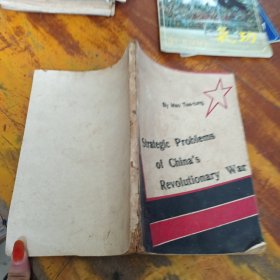 By Mao Tse-tung
Strategic Problems
of China's
Revolutionary War